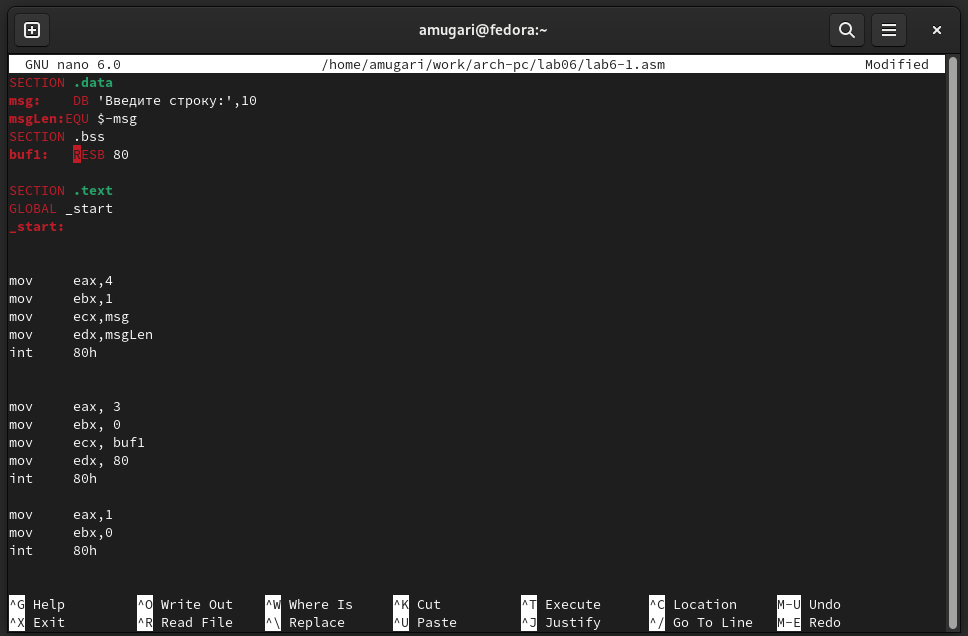 amugari@fedora:~
GNU nano 6.0 /home/amugari/work/arch-pc/lab06/lab6-1.asm Modified
SECTION .data
msg: DB 'Введите строку:',10
msgLen:EQU $-msg
SECTION .bss
buf1: RESB 80
SECTION .text
GLOBAL _start
_start:
mov eax,4
mov ebx,1
mov ecx,msg
mov edx,msgLen
int 80h
mov eax, 3
mov ebx, 0
mov ecx, buf1
mov edx, 80
int 80h
mov eax,1
mov ebx,0
int 80h
^G Help ^O Write Out ^W Where Is ^K Cut ^T Execute ^C Location M-U Undo
^X Exit ^R Read File ^\ Replace ^U Paste ^J Justify ^/ Go To Line M-E Redo